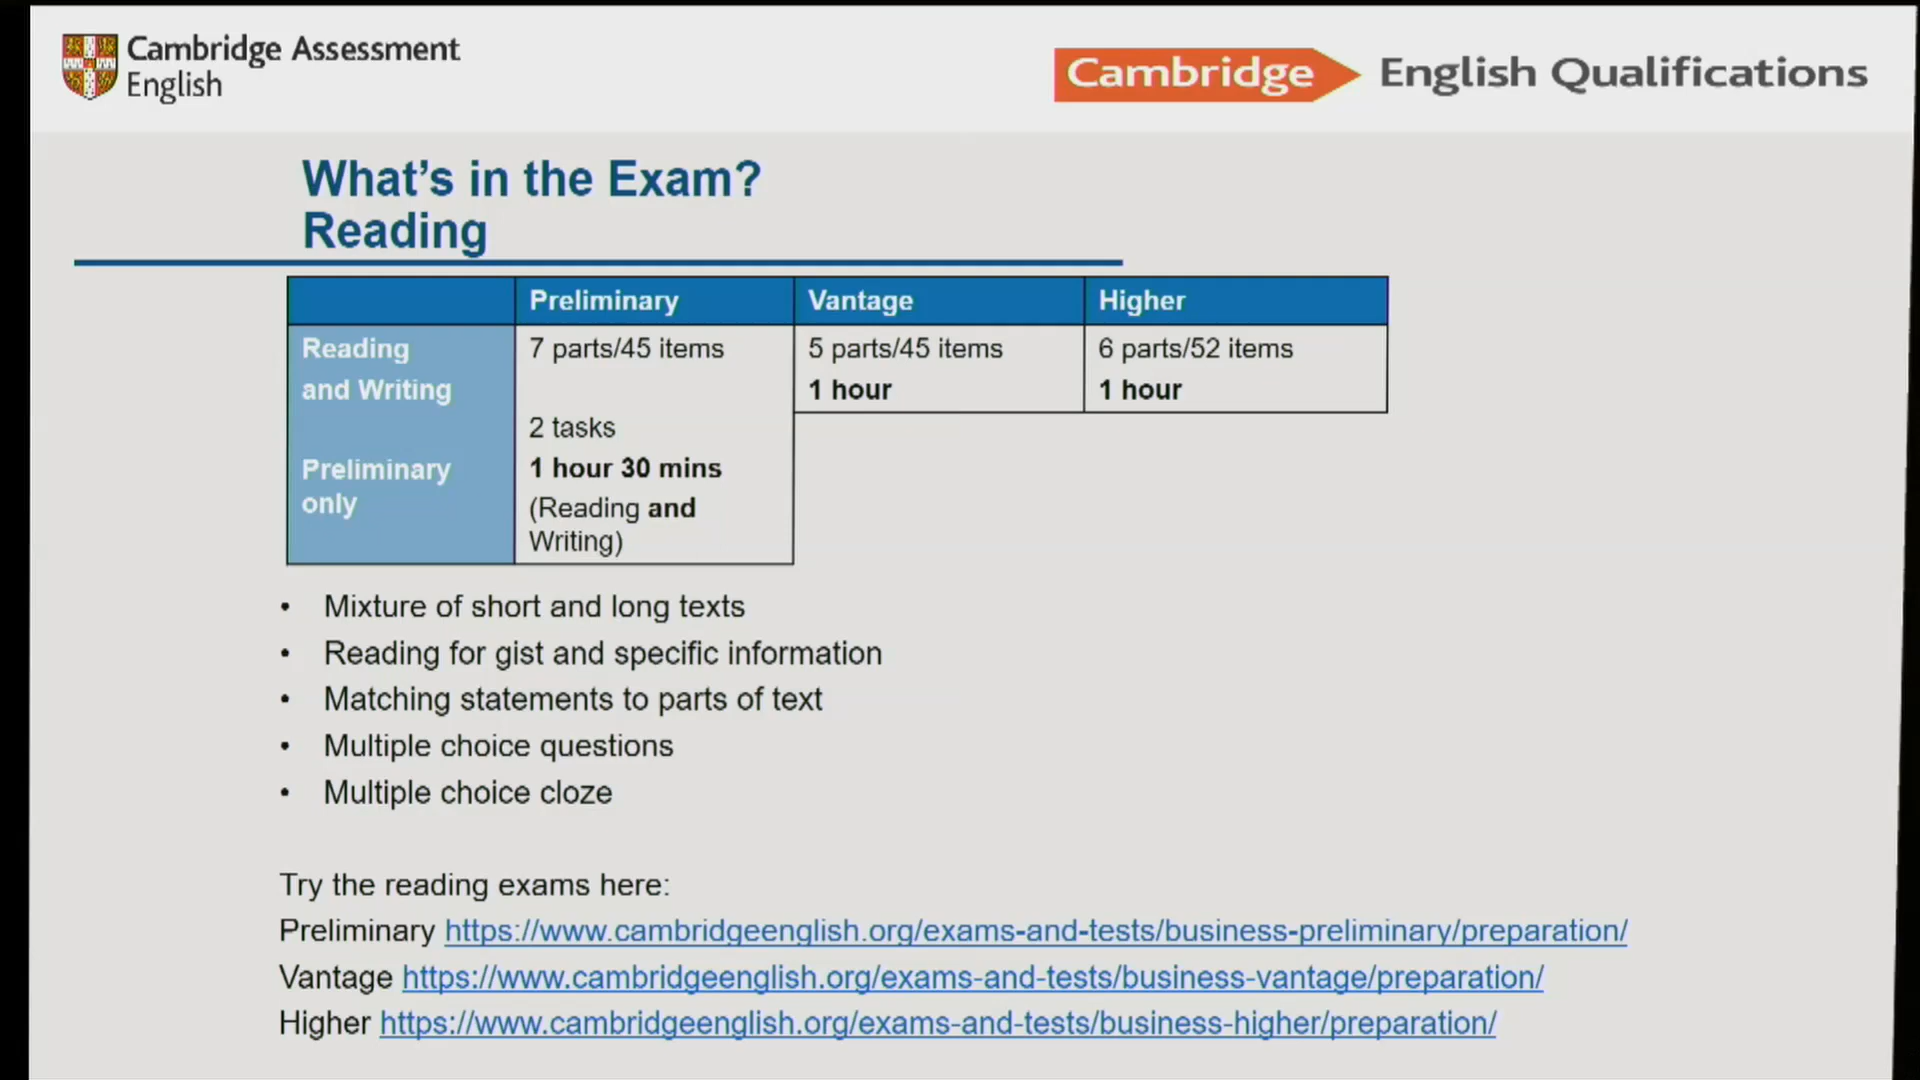 Cambridge Assessment
English
Cambridge English Qualifications
What's in the Exam?
Reading
Preliminary Vantage Higher
Reading
and Writing
Preliminary
only
7 parts/45 items
2 tasks
1 hour 30 mins
(Reading and
Writing)
5 parts/45 items
1 hour
6 parts/52 items
1 hour
• Mixture of short and long texts
• Reading for gist and specific information
• Matching statements to parts of text
• Multiple choice questions
• Multiple choice cloze
Try the reading exams here:
Preliminary https://www.cambridgeenglish.org/exams-and-tests/business-preliminary/preparation/
Vantage https://www.cambridgeenglish.org/exams-and-tests/business-vantage/preparation/
Higher https://www.cambridgeenglish.org/exams-and-tests/business-higher/preparation/